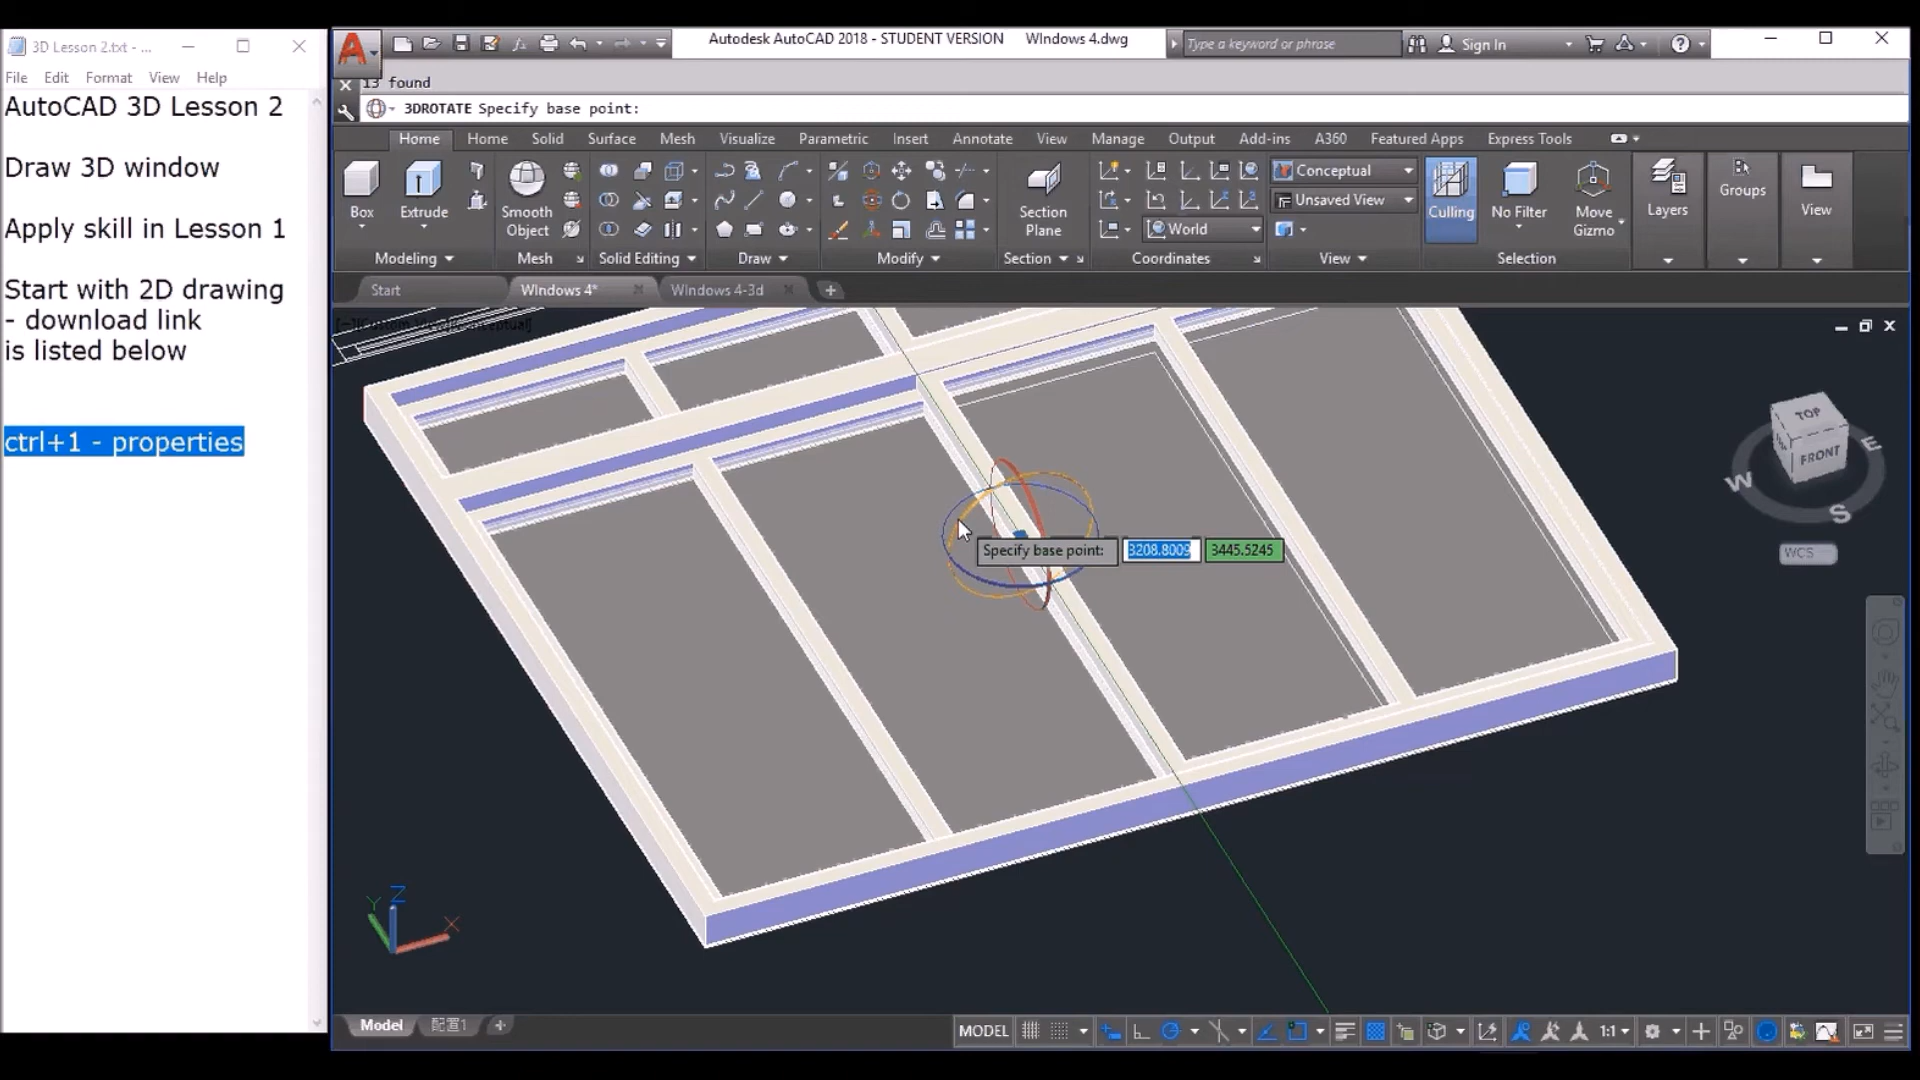 3D Lesson 2.txt - ...
File Edit Format View Help
AutoCAD 3D Lesson 2
Draw 3D window
Apply skill in Lesson 1
Start with 2D drawing
- download link
is listed below
ctrl+1 - properties
Autodesk AutoCAD 2018 - STUDENT VERSION WIndows 4.dwg
Type a keyword or phrase
Sign In
13 found
3DROTATE Specify base point:
Home Home Solid Surface Mesh Visualize Parametric Insert Annotate View Manage Output Add-ins A360 Featured Apps Express Tools
Box
Extrude
Smooth
Object
Section
Plane
World
Conceptual
Unsaved View
Culling
No Filter
Move
Gizmo
Layers
Groups
View
Modeling Mesh Solid Editing Draw Modify Section Coordinates View Selection
Start WIndows 4* WIndows 4-3d
TOP
FRONT
W
E
S
WCS
Specify base point: 3208.8009 3445.5245
Y
Z
X
Model 配置1
MODEL
1:1